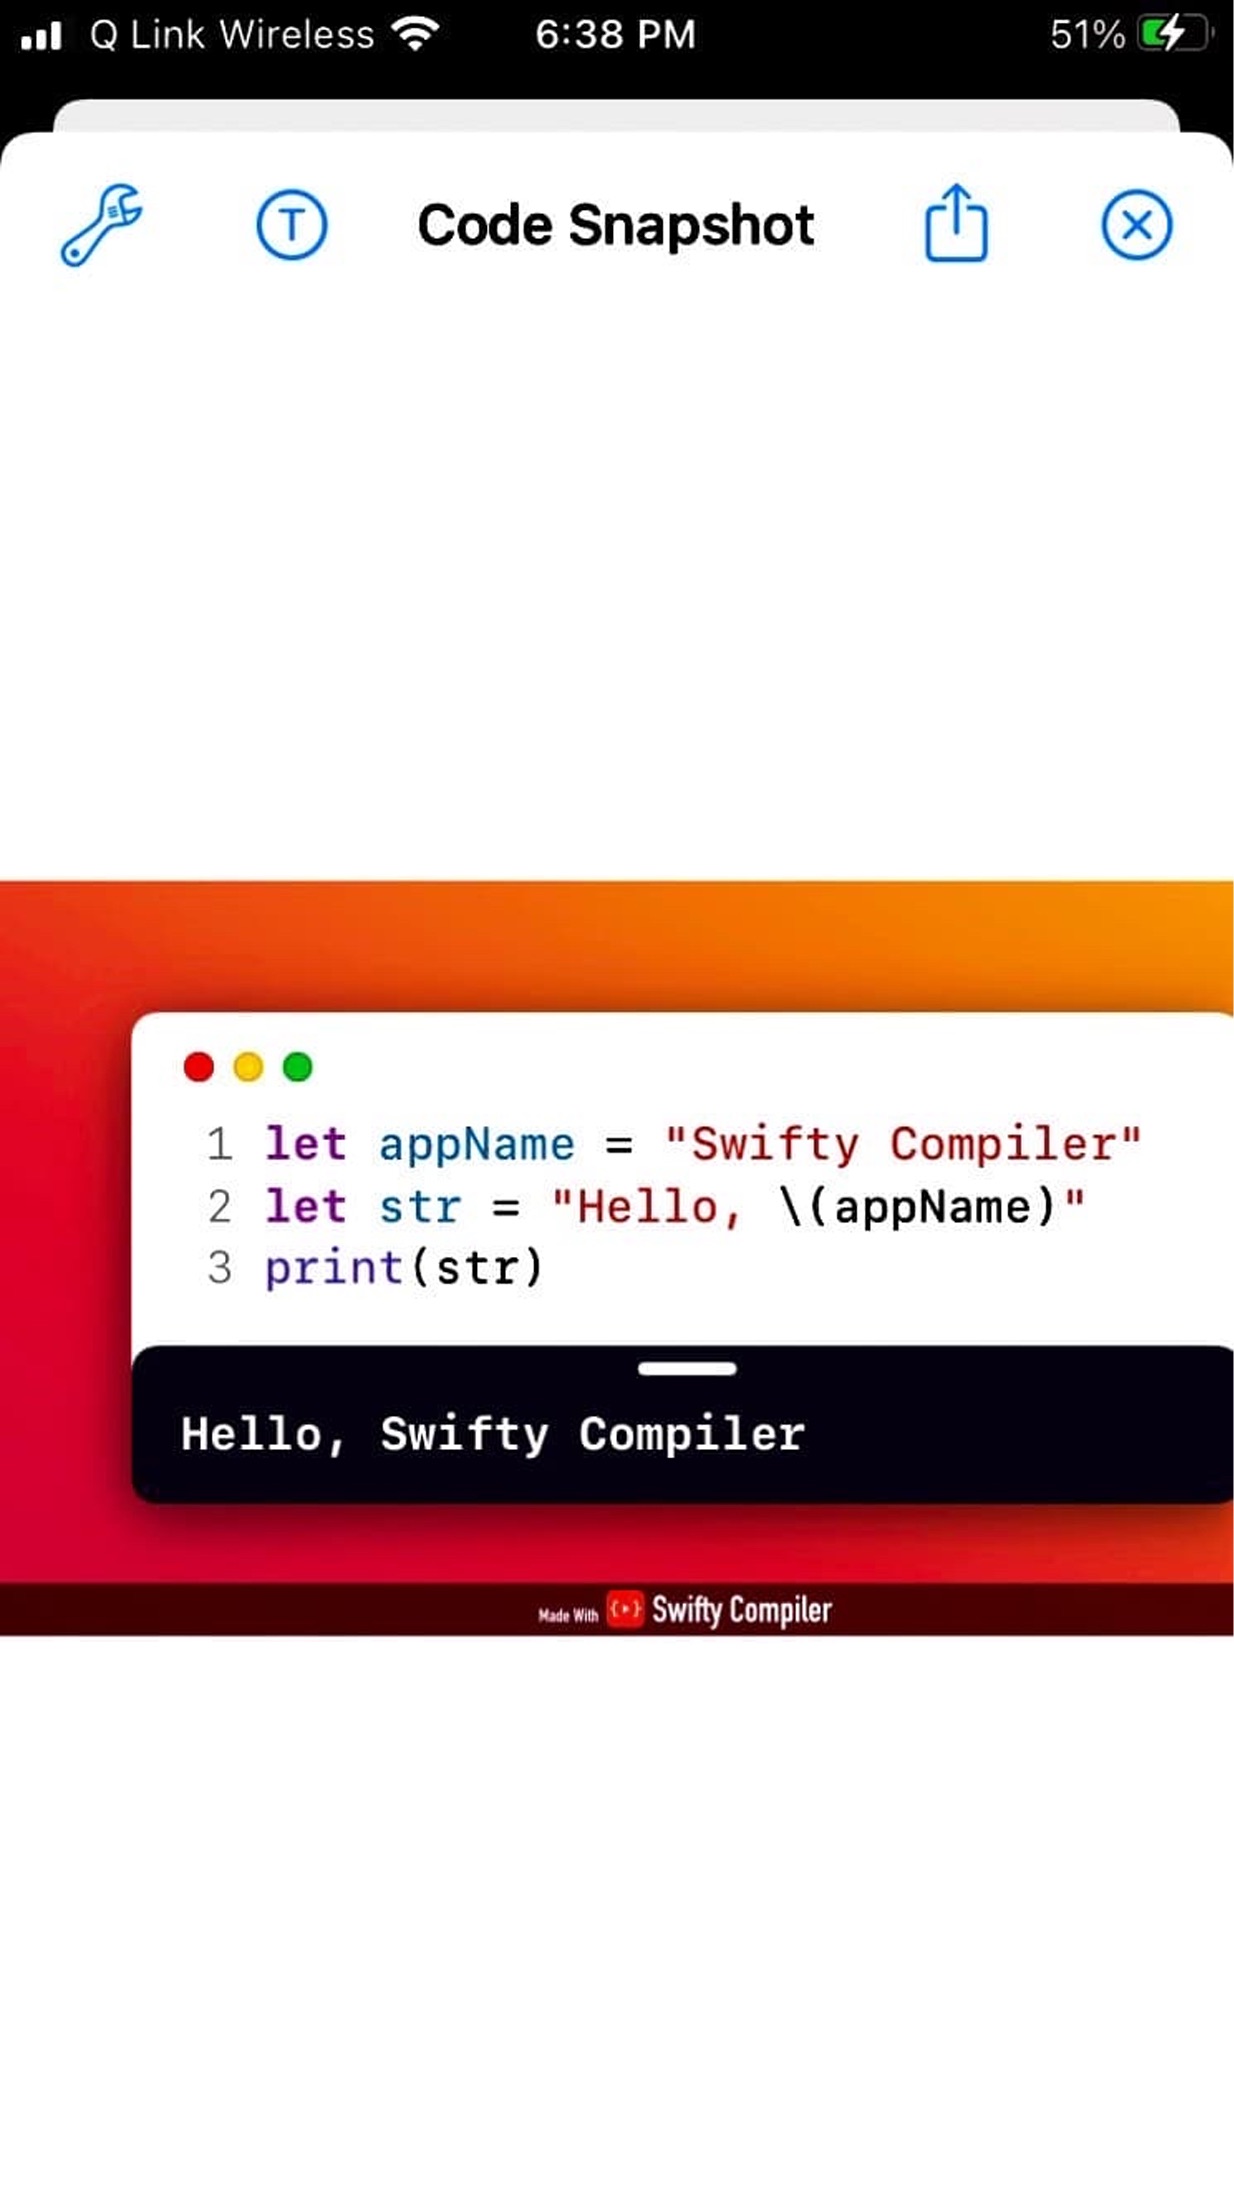 Q Link Wireless 6:38 PM 51%
T Code Snapshot
1 let appName = "Swifty Compiler"
2 let str = "Hello, \(appName)"
3 print(str)
Hello, Swifty Compiler
Made With {▸} Swifty Compiler